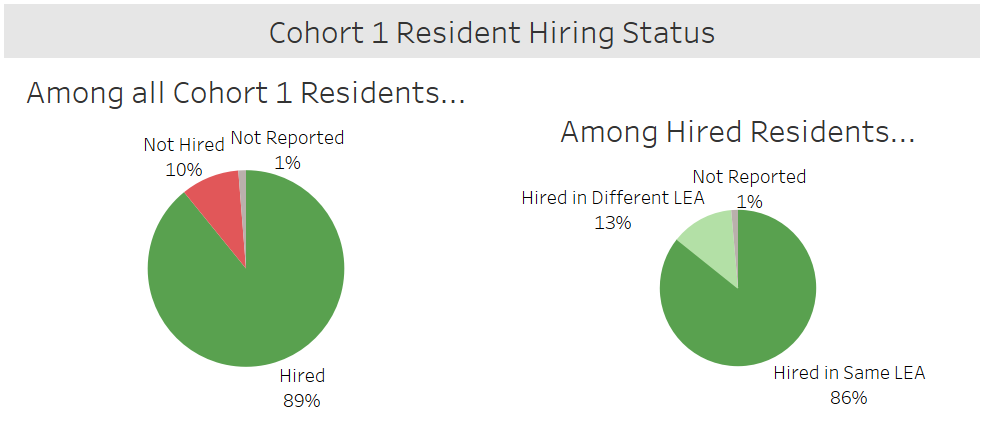 Cohort 1 Resident Hiring Status
Among all Cohort 1 Residents...
Not Hired
10%
Not Reported
1%
Hired
89%
Among Hired Residents...
Not Reported
1%
Hired in Different LEA
13%
Hired in Same LEA
86%